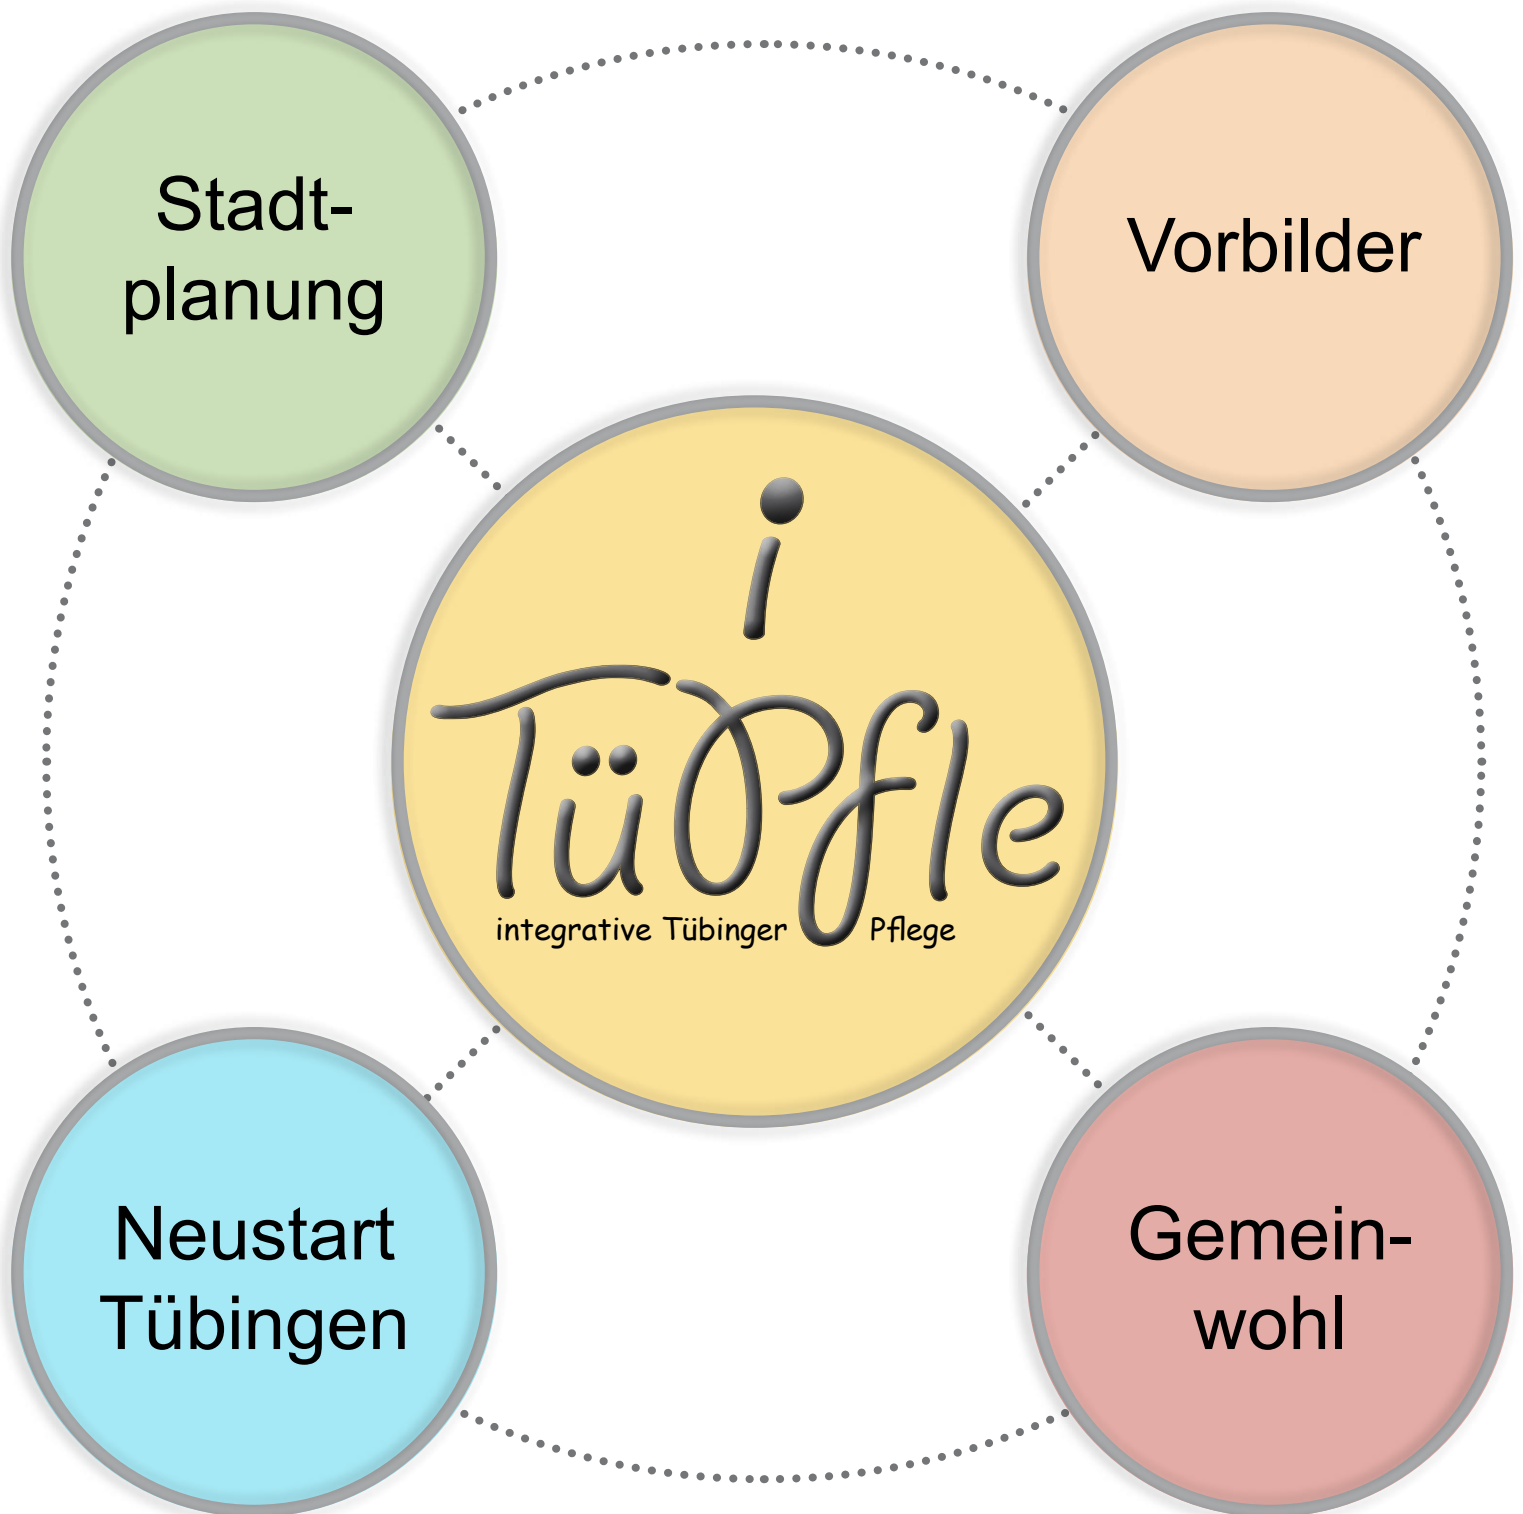 Stadt-
planung
Vorbilder
i
TüPfle
integrative Tübinger Pflege
Neustart
Tübingen
Gemein-
wohl